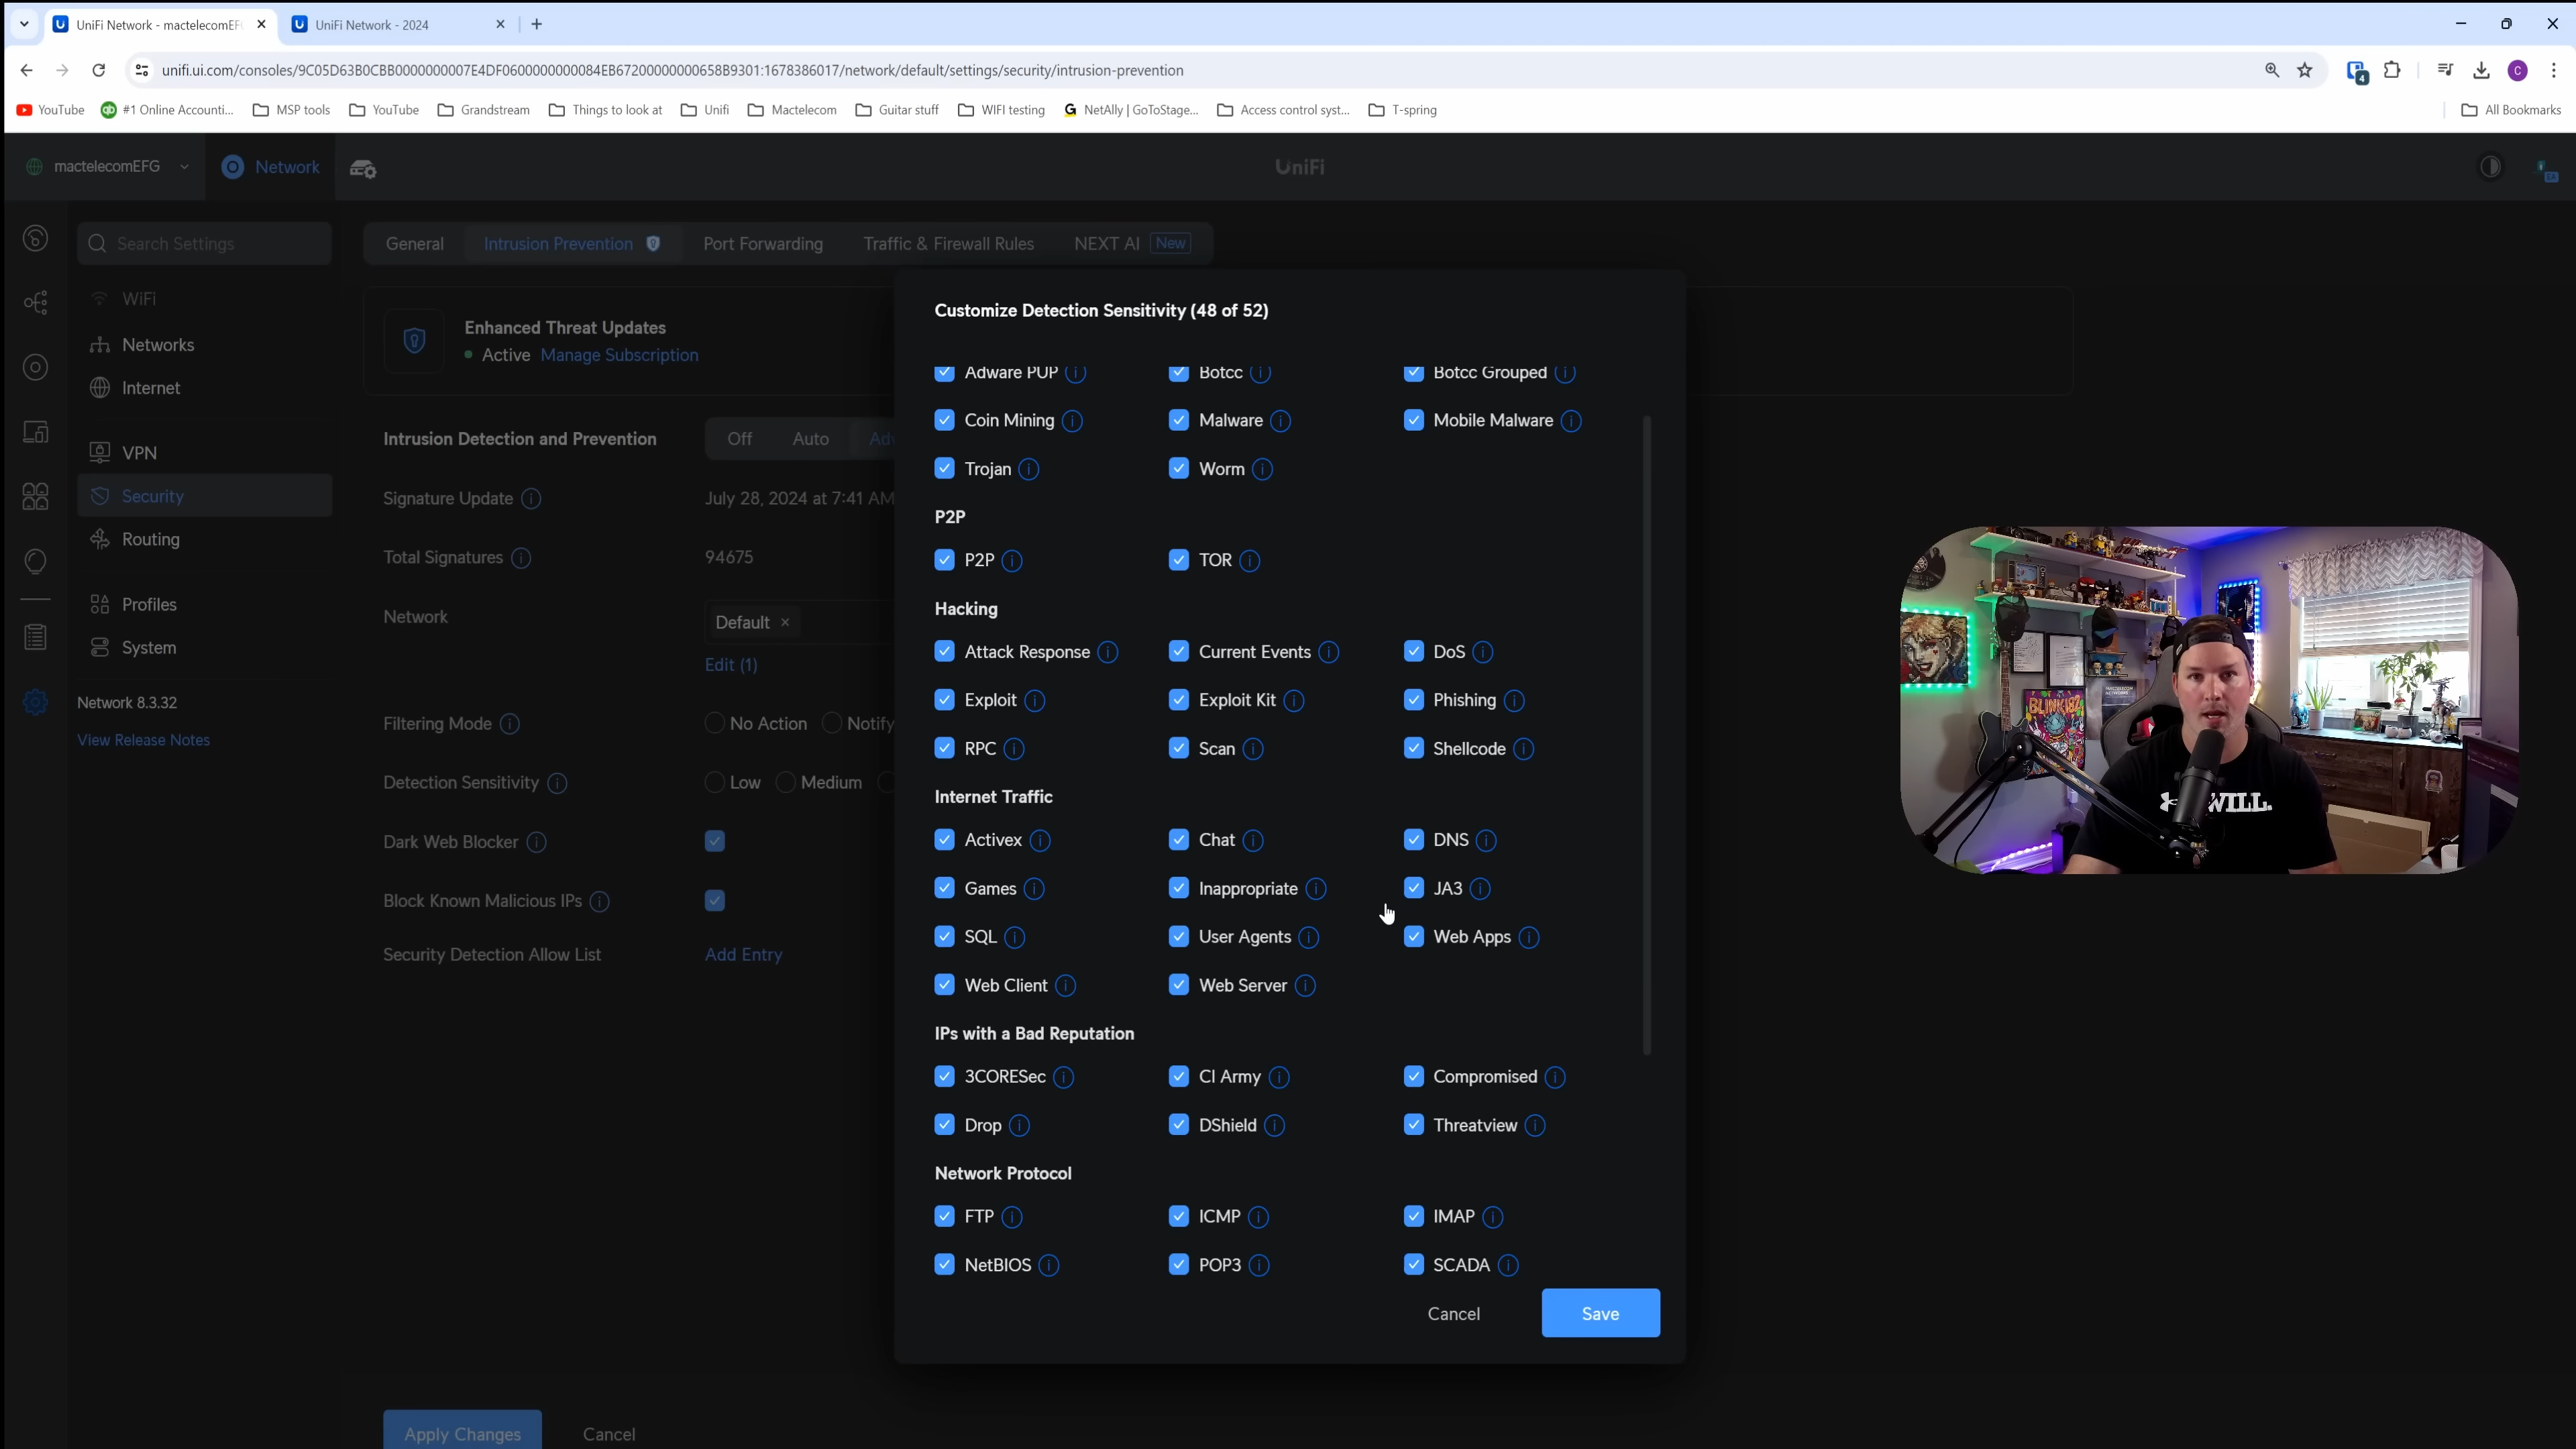 UniFi Network - mactelecomEF
UniFi Network - 2024
unifi.ui.com/consoles/9C05D63B0CBB0000000007E4DF0600000000084EB67200000000658B9301:1678386017/network/default/settings/security/intrusion-prevention
4
C
YouTube
#1 Online Accounti...
MSP tools
YouTube
Grandstream
Things to look at
Unifi
Mactelecom
Guitar stuff
WIFI testing
NetAlly | GoToStage...
Access control syst...
T-spring
All Bookmarks
mactelecomEFG
Network
UniFi
EA
Search Settings
WiFi
Networks
Internet
VPN
Security
Routing
Profiles
System
Network 8.3.32
View Release Notes
General
Intrusion Prevention
Port Forwarding
Traffic & Firewall Rules
NEXT AI New
Enhanced Threat Updates
Active Manage Subscription
Intrusion Detection and Prevention Off Auto Adv
Signature Update July 28, 2024 at 7:41 AM
Total Signatures 94675
Network Default
Edit (1)
Filtering Mode No Action Notify
Detection Sensitivity Low Medium
Dark Web Blocker
Block Known Malicious IPs
Security Detection Allow List Add Entry
Apply Changes Cancel
Customize Detection Sensitivity (48 of 52)
Adware PUP Botcc Botcc Grouped
Coin Mining Malware Mobile Malware
Trojan Worm
P2P
P2P TOR
Hacking
Attack Response Current Events DoS
Exploit Exploit Kit Phishing
RPC Scan Shellcode
Internet Traffic
Activex Chat DNS
Games Inappropriate JA3
SQL User Agents Web Apps
Web Client Web Server
IPs with a Bad Reputation
3CORESec CI Army Compromised
Drop DShield Threatview
Network Protocol
FTP ICMP IMAP
NetBIOS POP3 SCADA
Cancel Save
BLINK182
WILL.